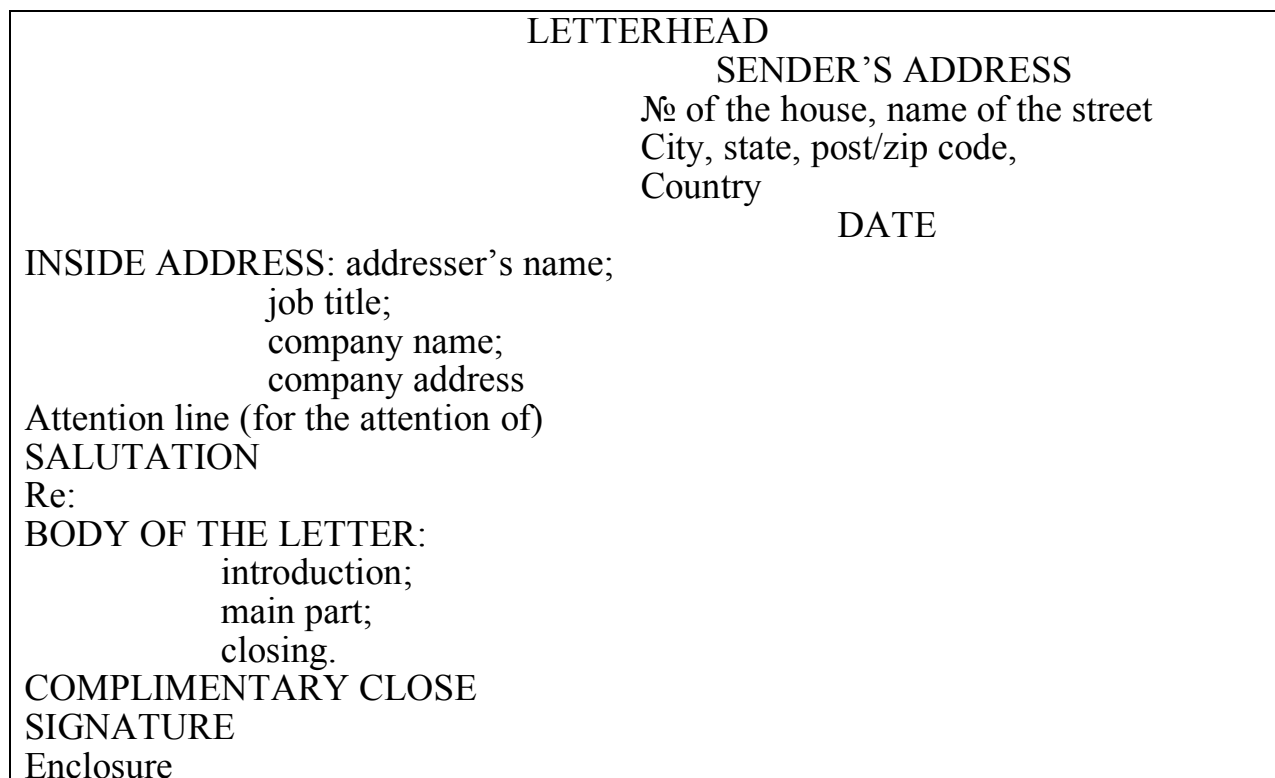 LETTERHEAD
SENDER’S ADDRESS
№ of the house, name of the street
City, state, post/zip code,
Country
DATE
INSIDE ADDRESS: addresser’s name;
job title;
company name;
company address
Attention line (for the attention of)
SALUTATION
Re:
BODY OF THE LETTER:
introduction;
main part;
closing.
COMPLIMENTARY CLOSE
SIGNATURE
Enclosure